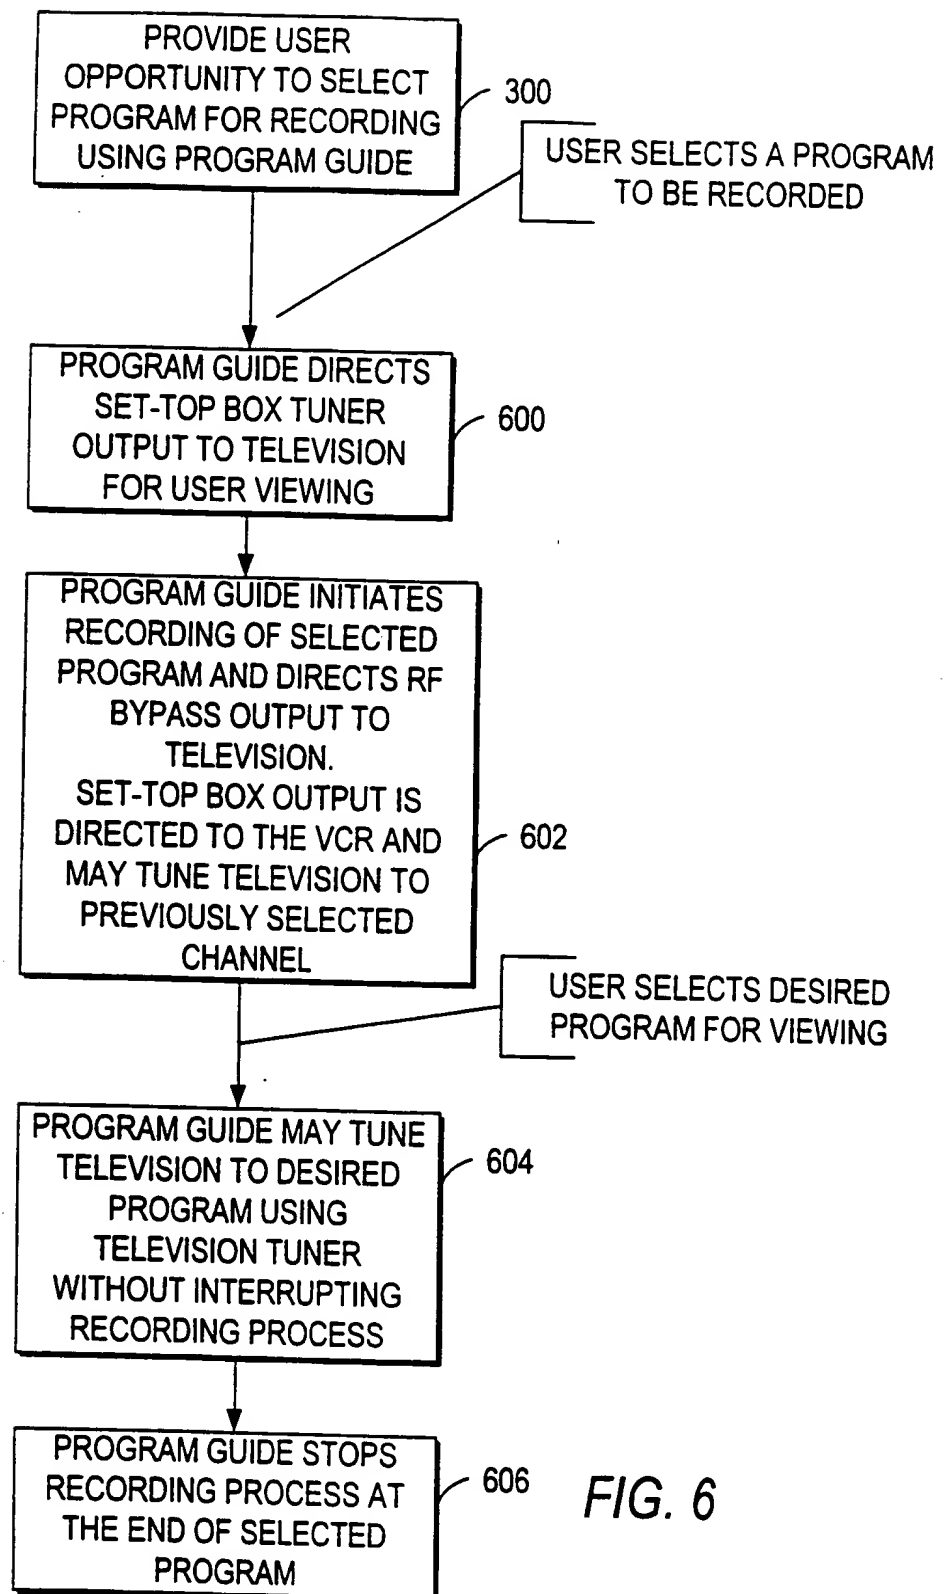 PROVIDE USER
OPPORTUNITY TO SELECT
PROGRAM FOR RECORDING
USING PROGRAM GUIDE
300
USER SELECTS A PROGRAM
TO BE RECORDED
PROGRAM GUIDE DIRECTS
SET-TOP BOX TUNER
OUTPUT TO TELEVISION
FOR USER VIEWING
600
PROGRAM GUIDE INITIATES
RECORDING OF SELECTED
PROGRAM AND DIRECTS RF
BYPASS OUTPUT TO
TELEVISION.
SET-TOP BOX OUTPUT IS
DIRECTED TO THE VCR AND
MAY TUNE TELEVISION TO
PREVIOUSLY SELECTED
CHANNEL
602
USER SELECTS DESIRED
PROGRAM FOR VIEWING
PROGRAM GUIDE MAY TUNE
TELEVISION TO DESIRED
PROGRAM USING
TELEVISION TUNER
WITHOUT INTERRUPTING
RECORDING PROCESS
604
PROGRAM GUIDE STOPS
RECORDING PROCESS AT
THE END OF SELECTED
PROGRAM
606
FIG. 6